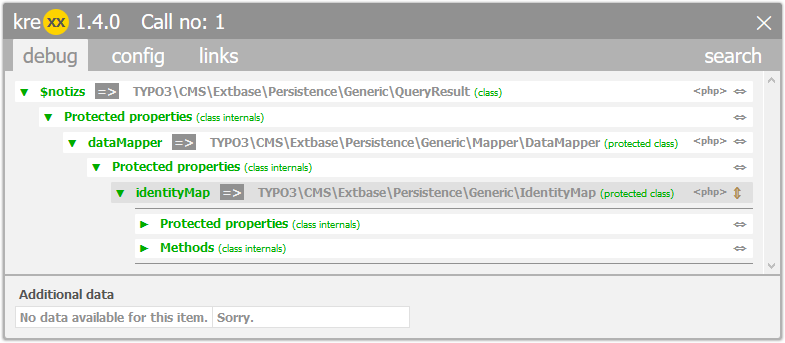 kre xx 1.4.0 Call no: 1
debug config links search
$notizs => TYPO3\CMS\Extbase\Persistence\Generic\QueryResult (class) <php>
Protected properties (class internals)
dataMapper => TYPO3\CMS\Extbase\Persistence\Generic\Mapper\DataMapper (protected class) <php>
Protected properties (class internals)
identityMap => TYPO3\CMS\Extbase\Persistence\Generic\IdentityMap (protected class) <php>
Protected properties (class internals)
Methods (class internals)
Additional data
No data available for this item. Sorry.